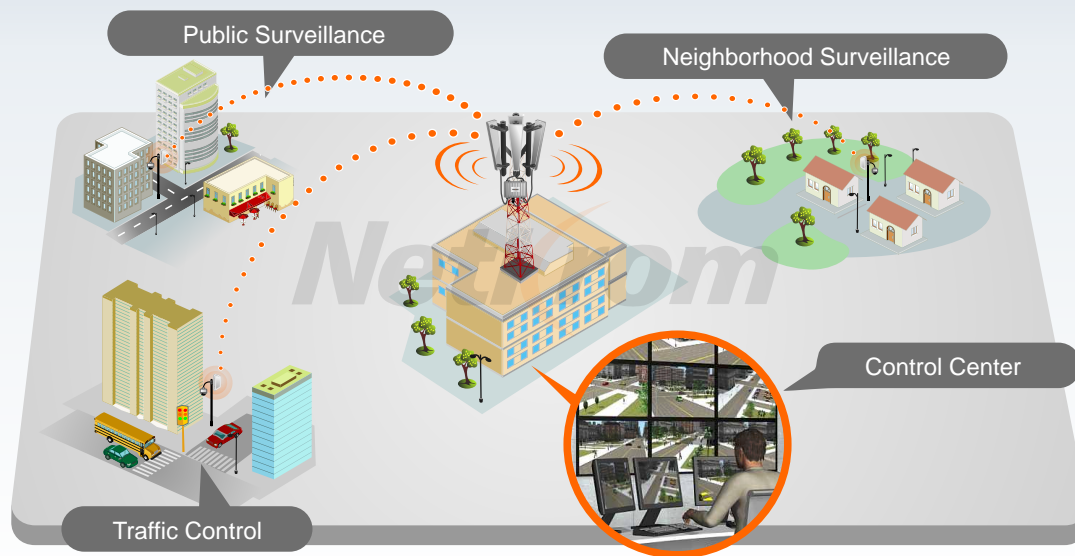 Public Surveillance
Neighborhood Surveillance
Netkrom
Control Center
Traffic Control